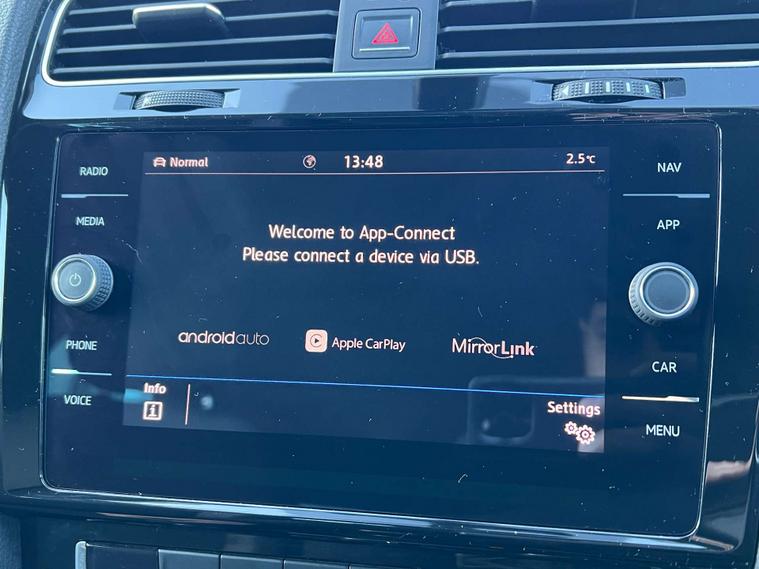 RADIO
MEDIA
PHONE
VOICE
Normal
13:48
2.5°C
Welcome to App-Connect
Please connect a device via USB.
androidauto
Apple CarPlay
MirrorLink
Info
Settings
NAV
APP
CAR
MENU